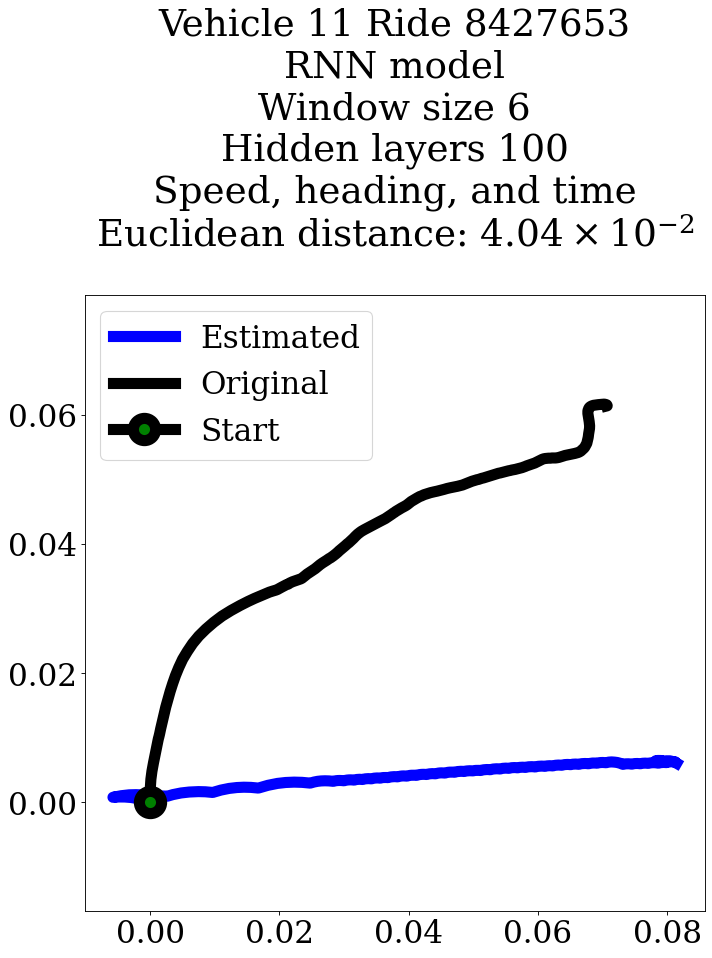 Vehicle 11 Ride 8427653
RNN model
Window size 6
Hidden layers 100
Speed, heading, and time
Euclidean distance: 4.04 × 10⁻²
Estimated
Original
Start
0.06
0.04
0.02
0.00
0.00 0.02 0.04 0.06 0.08